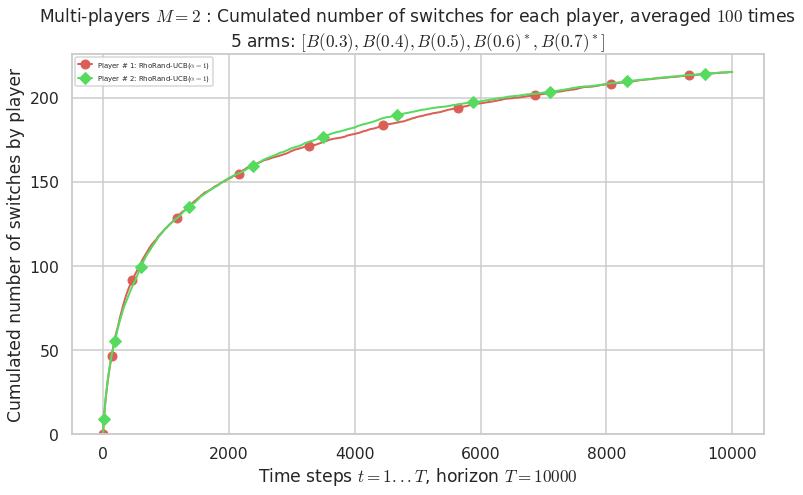 Multi-players M = 2 : Cumulated number of switches for each player, averaged 100 times
5 arms: [B(0.3), B(0.4), B(0.5), B(0.6)*, B(0.7)*]
Player # 1: RhoRand-UCB(α = 1)
Player # 2: RhoRand-UCB(α = 1)
Cumulated number of switches by player
200
150
100
50
0
0 2000 4000 6000 8000 10000
Time steps t = 1...T, horizon T = 10000